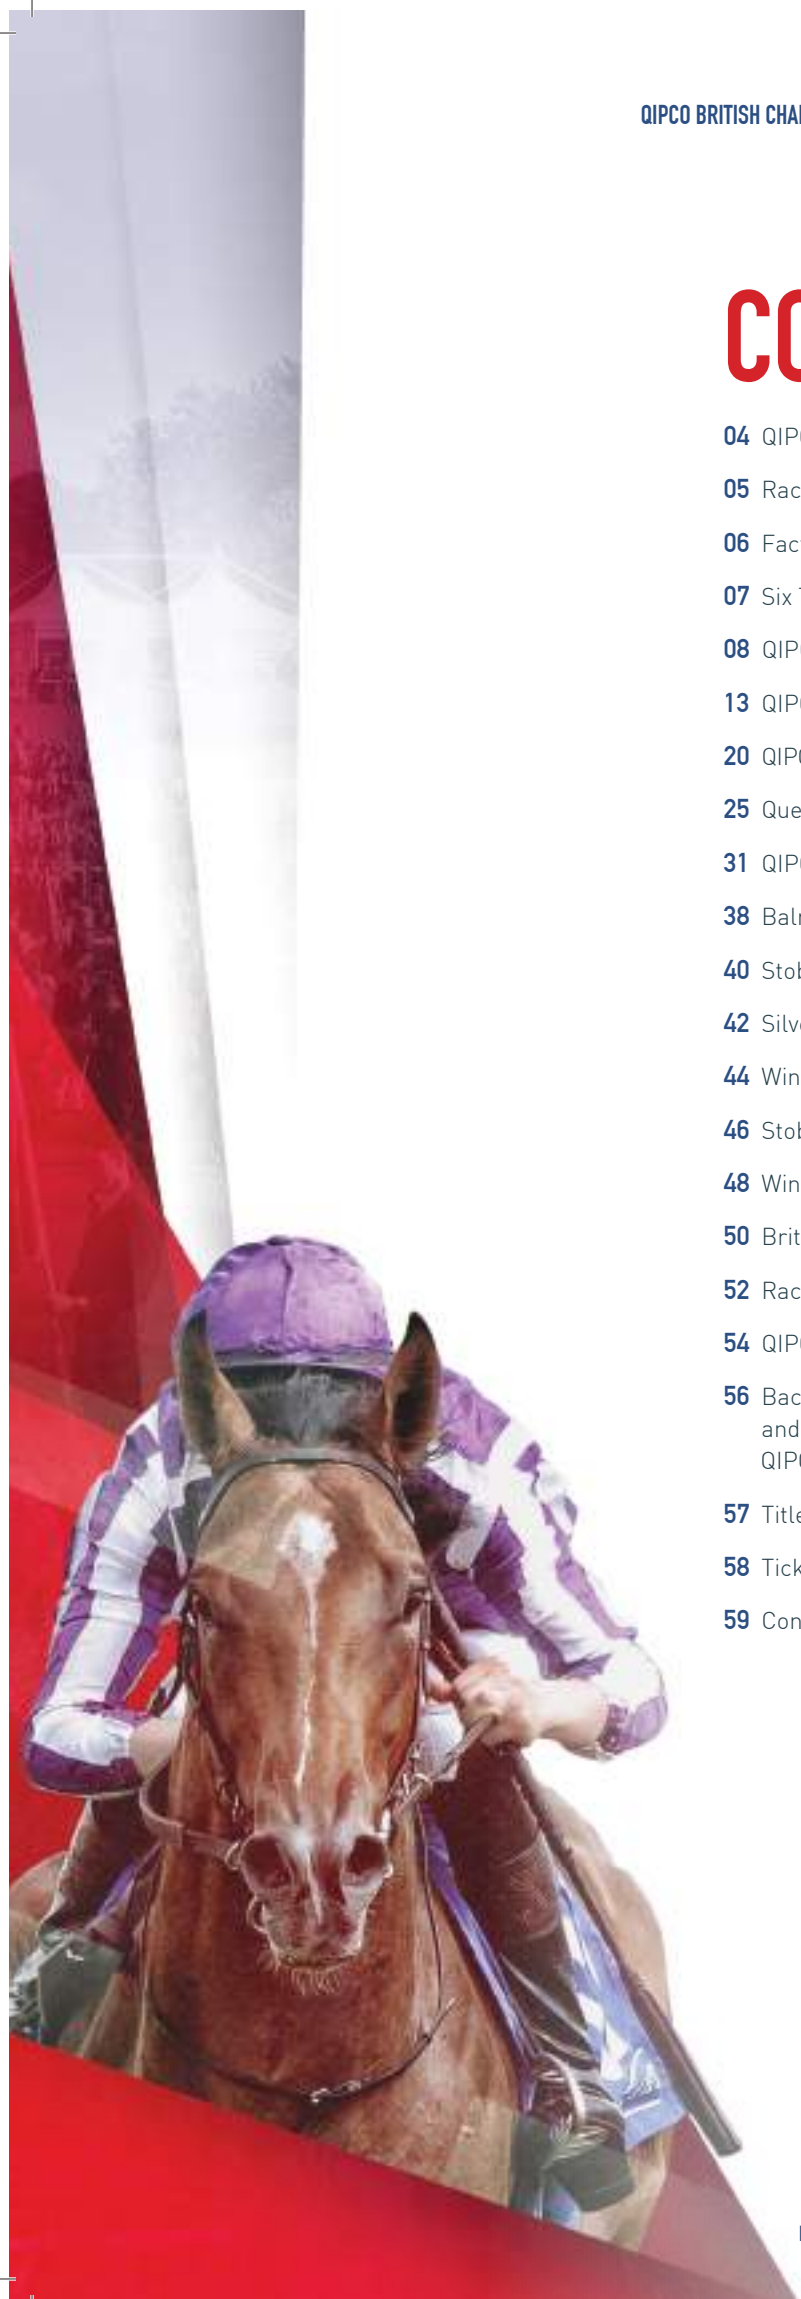 QIPCO BRITISH CHA
CO
04 QIP
05 Rac
06 Fac
07 Six
08 QIP
13 QIP
20 QIP
25 Que
31 QIP
38 Bal
40 Stob
42 Silv
44 Win
46 Stob
48 Win
50 Brit
52 Rac
54 QIP
56 Bac
and
QIP
57 Title
58 Tick
59 Con